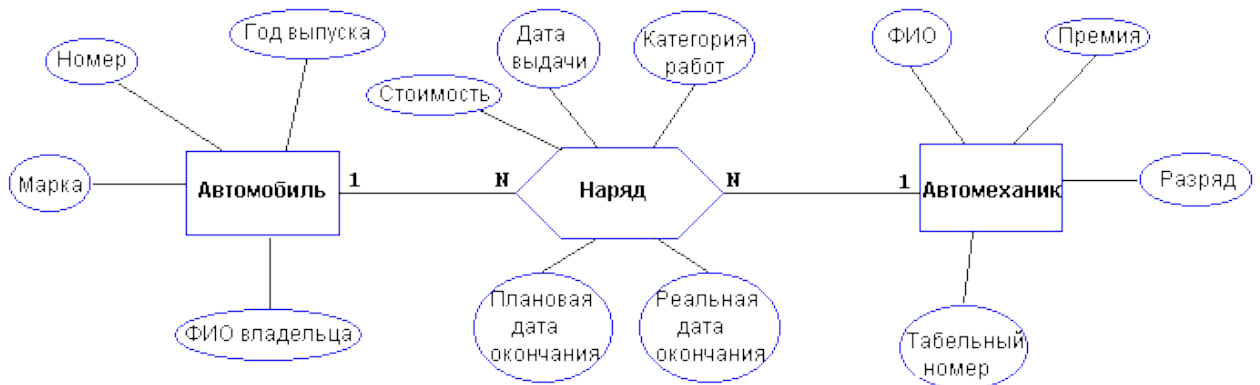 Номер
Год выпуска
Марка
Автомобиль
ФИО владельца
1
N
Стоимость
Дата
выдачи
Категория
работ
Наряд
Плановая
дата
окончания
Реальная
дата
окончания
N
1
ФИО
Премия
Автомеханик
Разряд
Табельный
номер